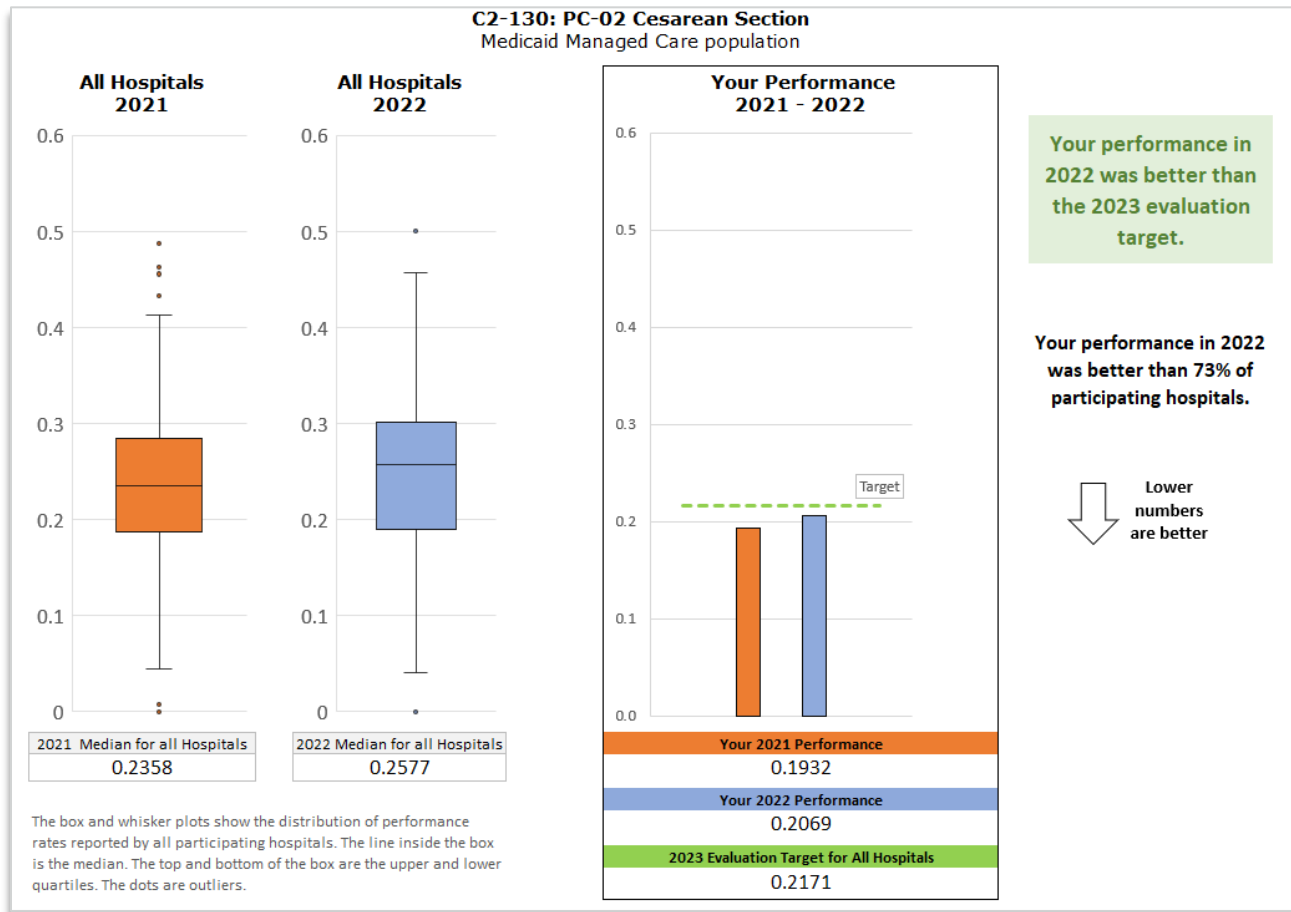 C2-130: PC-02 Cesarean Section
Medicaid Managed Care population
All Hospitals
2021
0.6
0.5
0.4
0.3
0.2
0.1
0
2021 Median for all Hospitals
0.2358
All Hospitals
2022
0.6
0.5
0.4
0.3
0.2
0.1
0
2022 Median for all Hospitals
0.2577
The box and whisker plots show the distribution of performance
rates reported by all participating hospitals. The line inside the box
is the median. The top and bottom of the box are the upper and lower
quartiles. The dots are outliers.
Your Performance
2021 - 2022
0.6
0.5
0.4
0.3
0.2
0.1
0.0
Target
Your 2021 Performance
0.1932
Your 2022 Performance
0.2069
2023 Evaluation Target for All Hospitals
0.2171
Your performance in
2022 was better than
the 2023 evaluation
target.
Your performance in 2022
was better than 73% of
participating hospitals.
Lower
numbers
are better